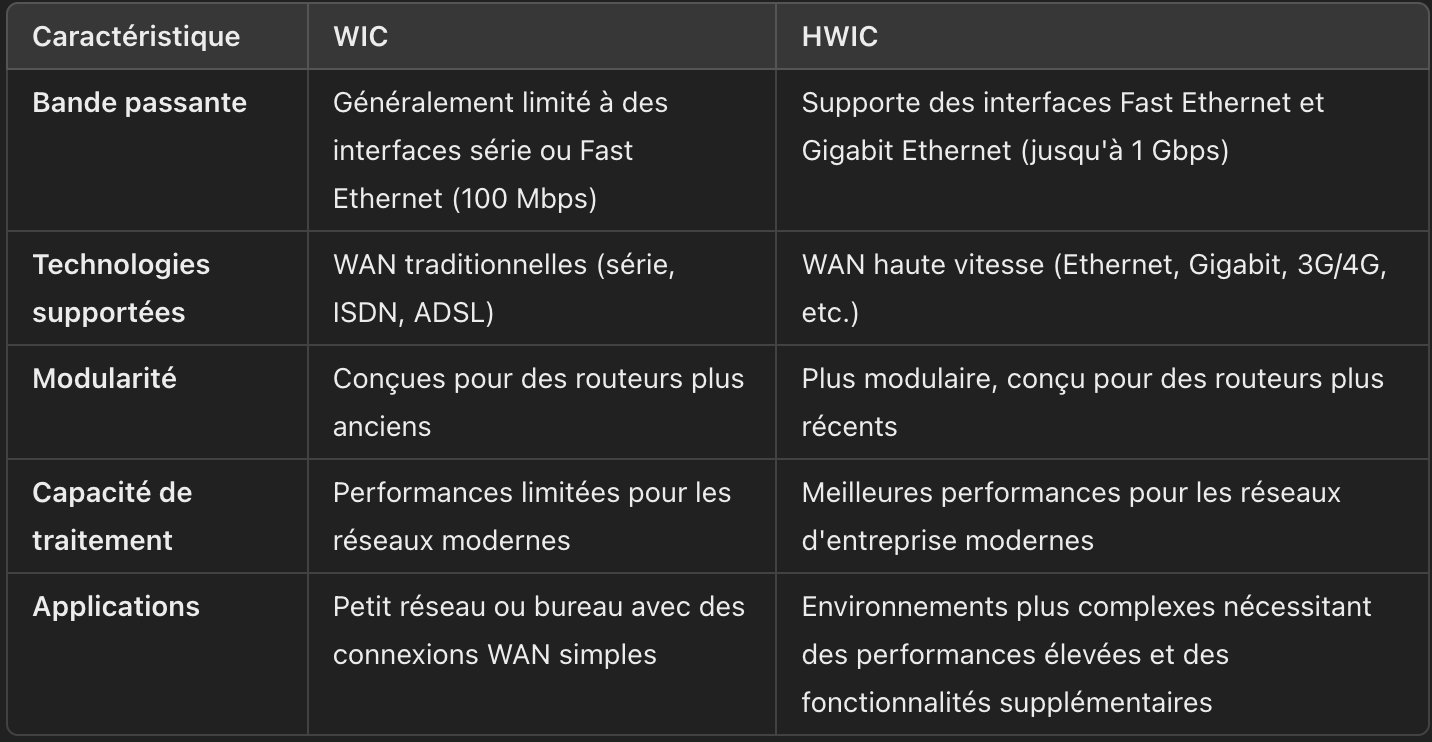 Caractéristique WIC HWIC
Bande passante Généralement limité à des Supporte des interfaces Fast Ethernet et
interfaces série ou Fast Gigabit Ethernet (jusqu'à 1 Gbps)
Ethernet (100 Mbps)
Technologies WAN traditionnelles (série, WAN haute vitesse (Ethernet, Gigabit, 3G/4G,
supportées ISDN, ADSL) etc.)
Modularité Conçues pour des routeurs plus Plus modulaire, conçu pour des routeurs plus
anciens récents
Capacité de Performances limitées pour les Meilleures performances pour les réseaux
traitement réseaux modernes d'entreprise modernes
Applications Petit réseau ou bureau avec des Environnements plus complexes nécessitant
connexions WAN simples des performances élevées et des
fonctionnalités supplémentaires